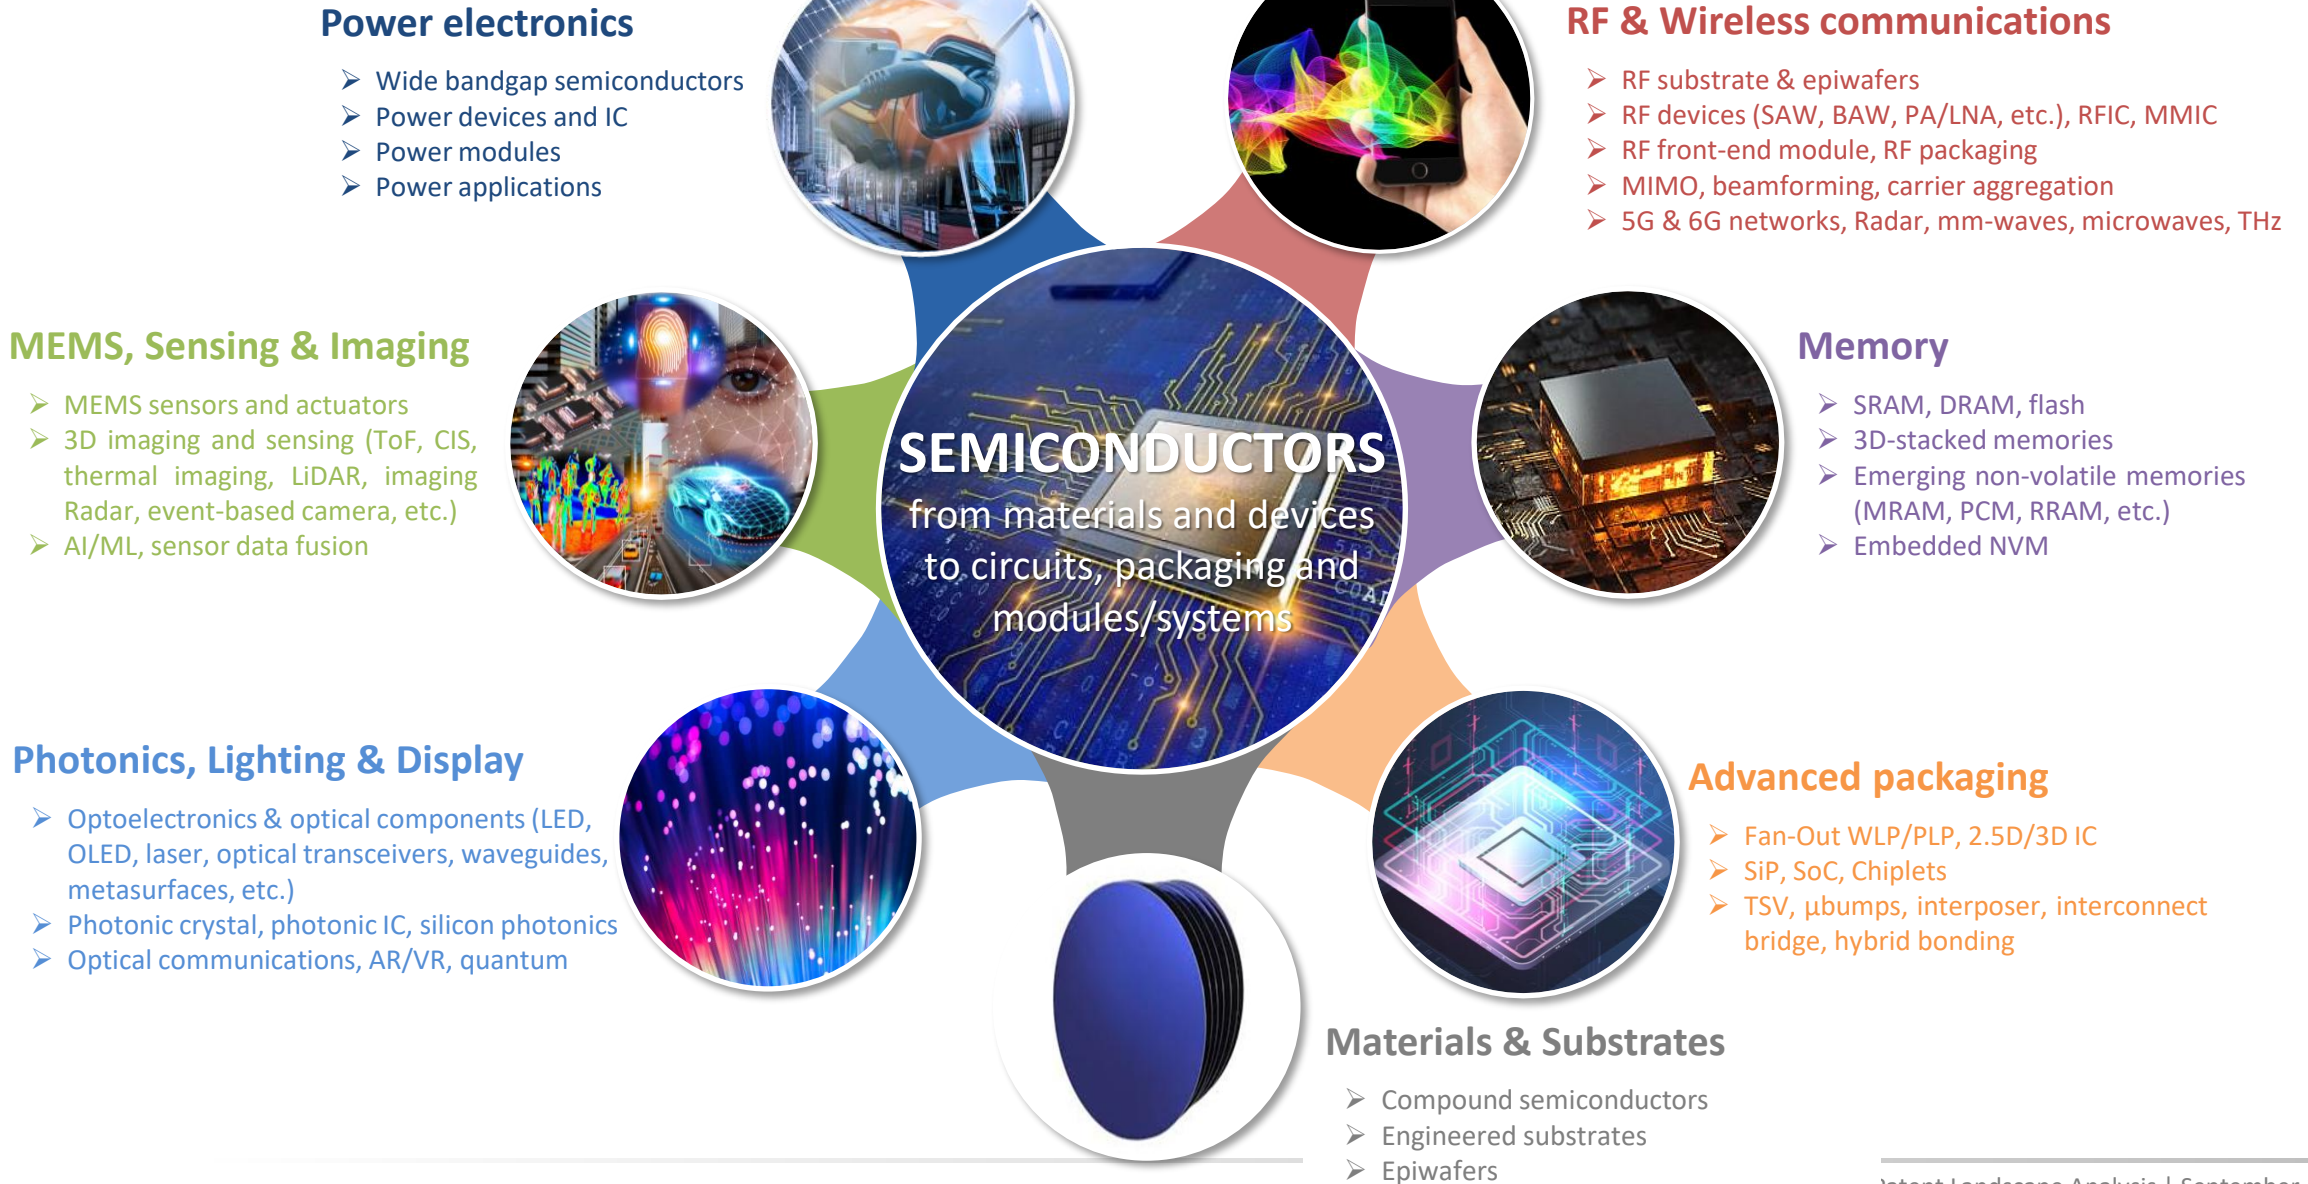 Power electronics
Wide bandgap semiconductors
Power devices and IC
Power modules
Power applications
RF & Wireless communications
RF substrate & epiwafers
RF devices (SAW, BAW, PA/LNA, etc.), RFIC, MMIC
RF front-end module, RF packaging
MIMO, beamforming, carrier aggregation
5G & 6G networks, Radar, mm-waves, microwaves, THz
MEMS, Sensing & Imaging
MEMS sensors and actuators
3D imaging and sensing (ToF, CIS,
thermal imaging, LiDAR, imaging
Radar, event-based camera, etc.)
AI/ML, sensor data fusion
SEMICONDUCTORS
from materials and devices
to circuits, packaging and
modules/systems
Memory
SRAM, DRAM, flash
3D-stacked memories
Emerging non-volatile memories
(MRAM, PCM, RRAM, etc.)
Embedded NVM
Photonics, Lighting & Display
Optoelectronics & optical components (LED,
OLED, laser, optical transceivers, waveguides,
metasurfaces, etc.)
Photonic crystal, photonic IC, silicon photonics
Optical communications, AR/VR, quantum
Advanced packaging
Fan-Out WLP/PLP, 2.5D/3D IC
SiP, SoC, Chiplets
TSV, µbumps, interposer, interconnect
bridge, hybrid bonding
Materials & Substrates
Compound semiconductors
Engineered substrates
Epiwafers
Landscape Analysis | September